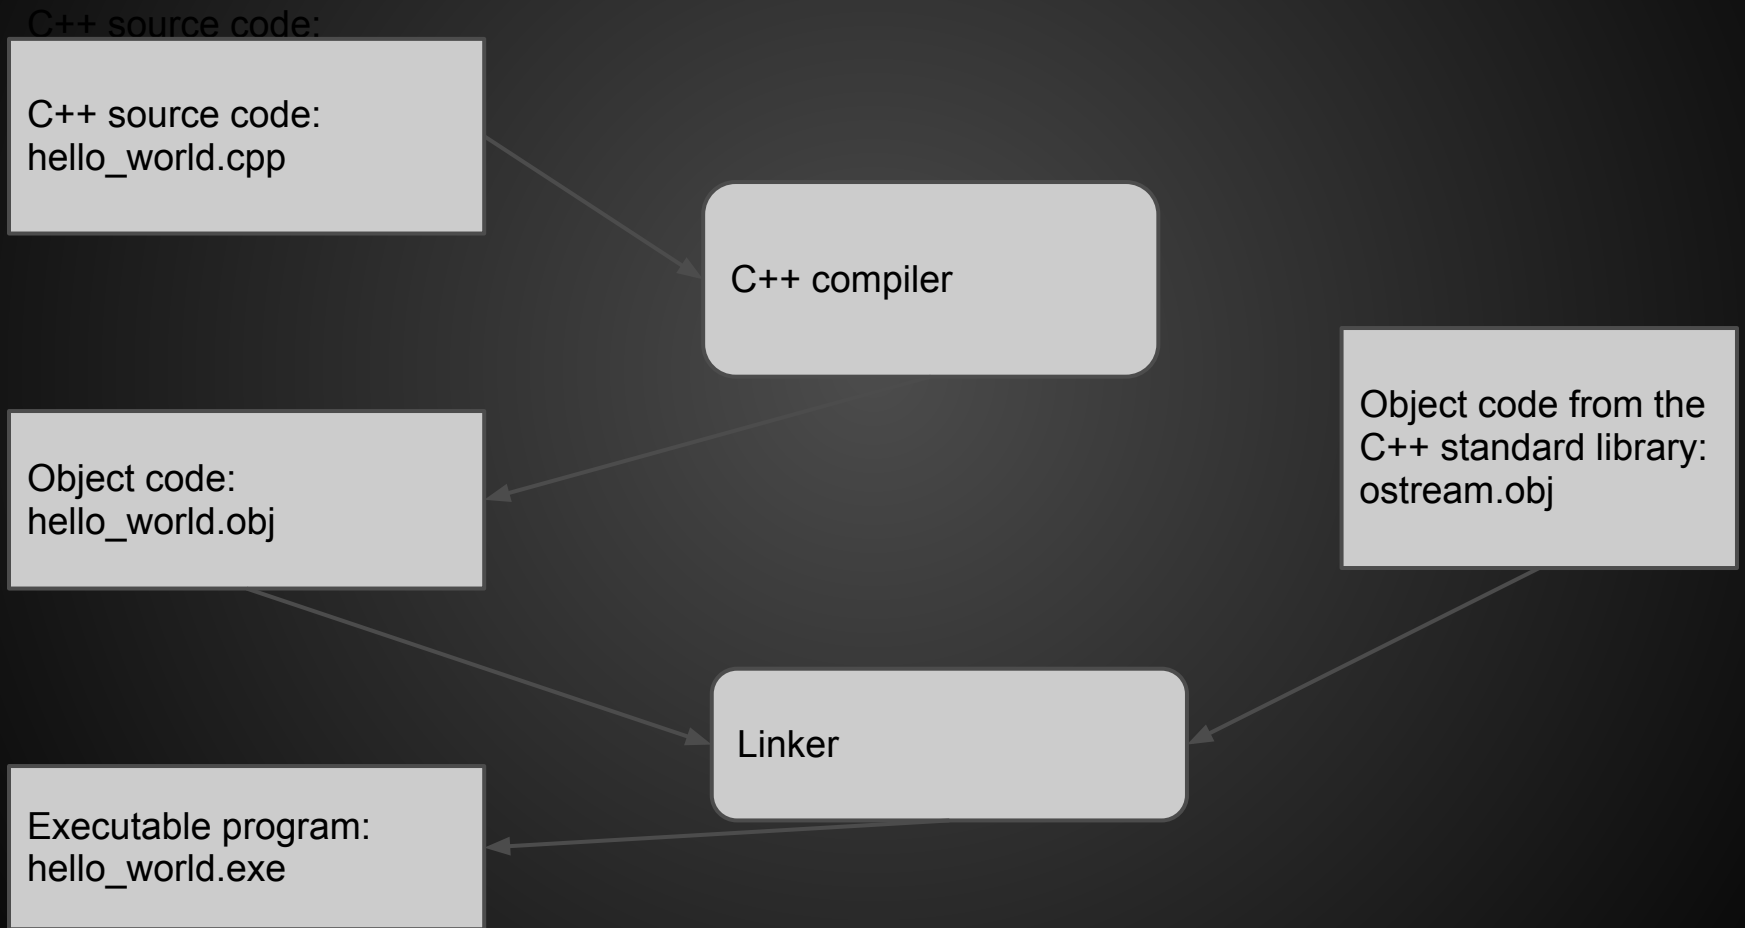 C++ source code:
C++ source code:
hello_world.cpp
C++ compiler
Object code from the
C++ standard library:
ostream.obj
Object code:
hello_world.obj
Linker
Executable program:
hello_world.exe